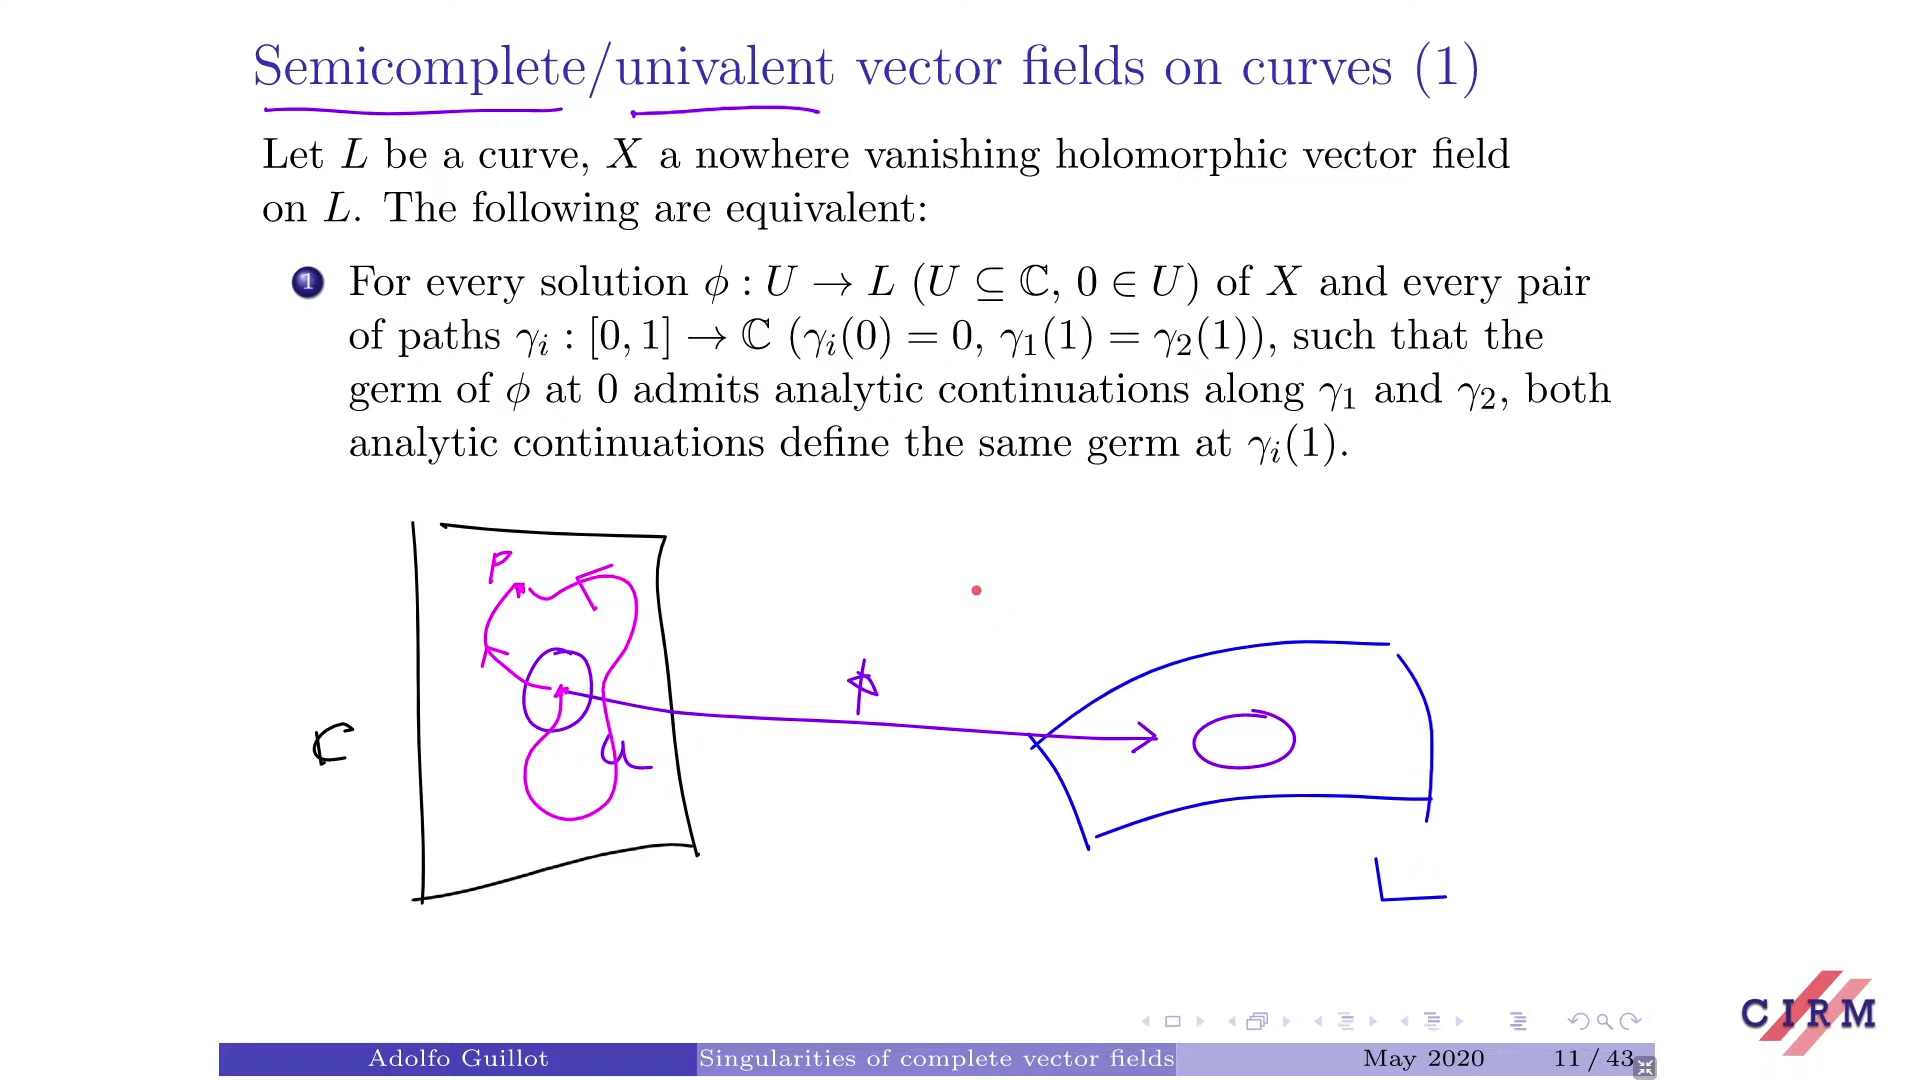 Semicomplete/univalent vector fields on curves (1)
Let L be a curve, X a nowhere vanishing holomorphic vector field
on L. The following are equivalent:
1 For every solution ϕ : U → L (U ⊆ ℂ, 0 ∈ U) of X and every pair
of paths γᵢ : [0, 1] → ℂ (γᵢ(0) = 0, γ₁(1) = γ₂(1)), such that the
germ of ϕ at 0 admits analytic continuations along γ₁ and γ₂, both
analytic continuations define the same germ at γᵢ(1).
P
ϕ
U
ℂ
L
CIRM
Adolfo Guillot Singularities of complete vector fields May 2020 11 / 43